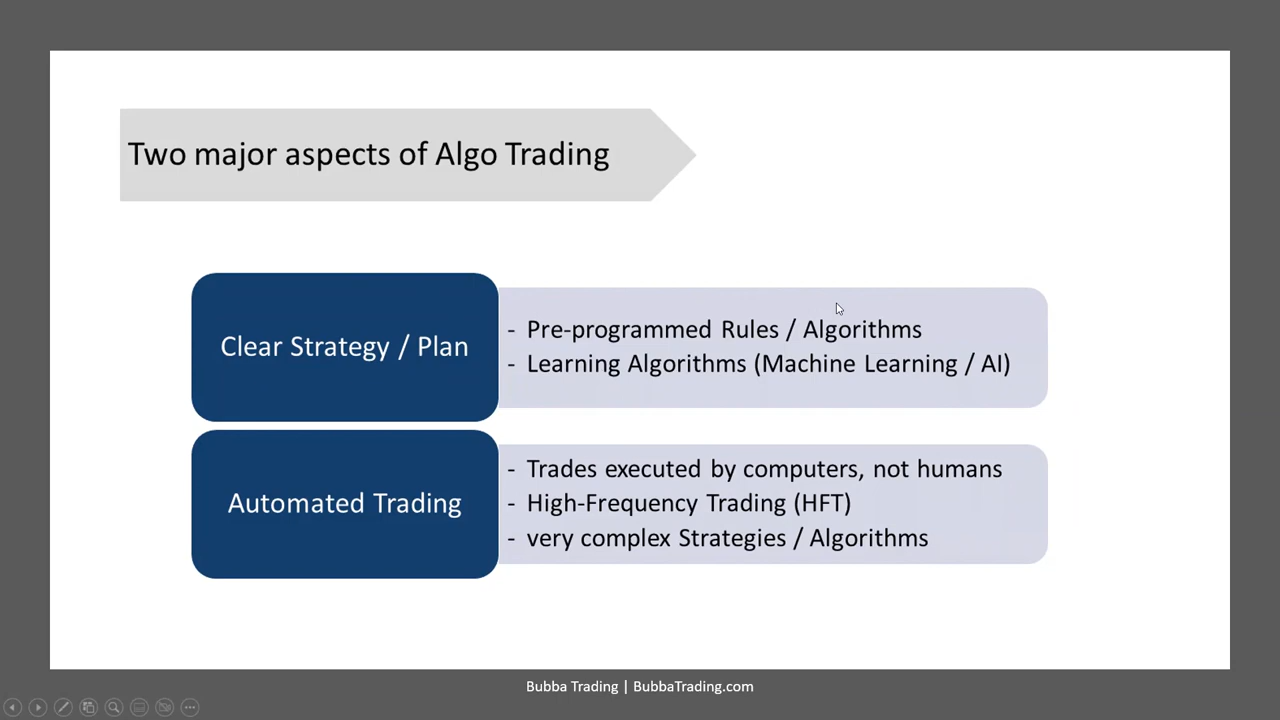 Two major aspects of Algo Trading
Clear Strategy / Plan
- Pre-programmed Rules / Algorithms
- Learning Algorithms (Machine Learning / AI)
Automated Trading
- Trades executed by computers, not humans
- High-Frequency Trading (HFT)
- very complex Strategies / Algorithms
Bubba Trading | BubbaTrading.com